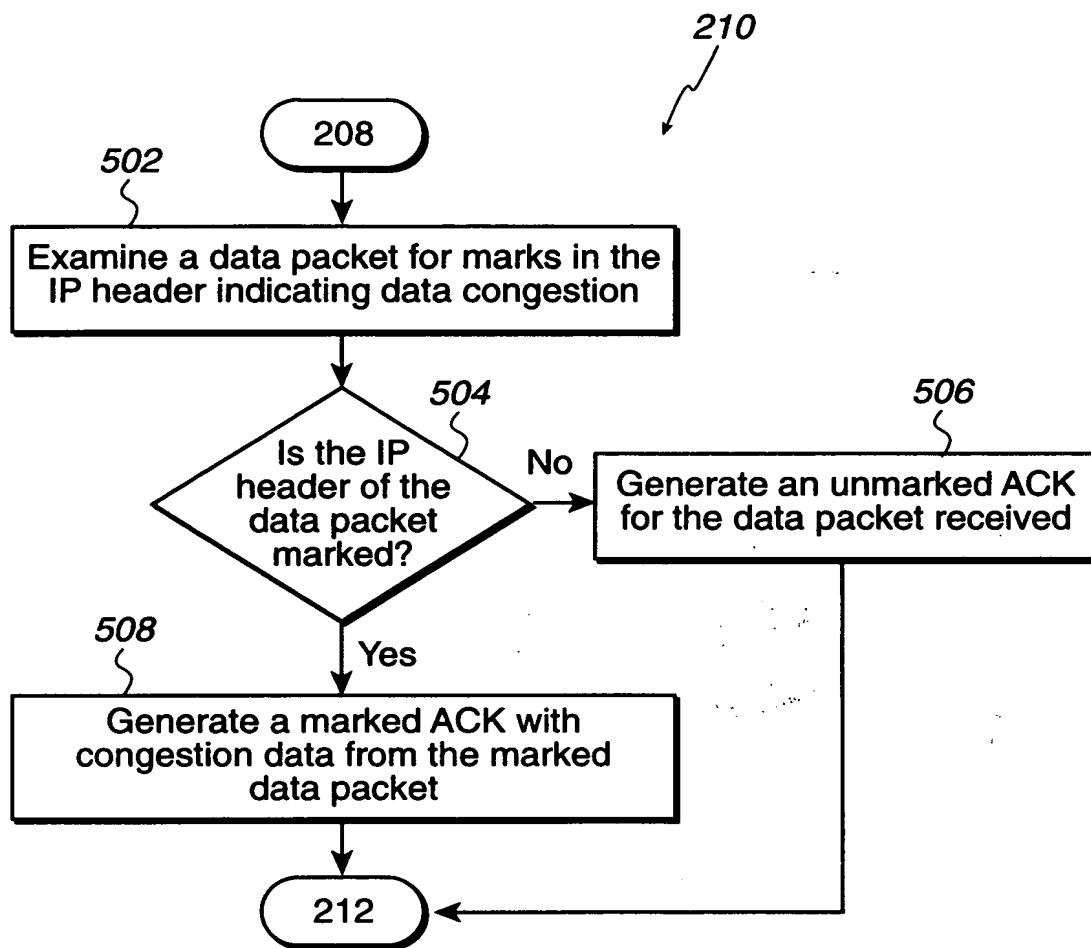 210
208
502
Examine a data packet for marks in the
IP header indicating data congestion
504
Is the IP
header of the
data packet
marked?
No
506
Generate an unmarked ACK
for the data packet received
508
Yes
Generate a marked ACK with
congestion data from the marked
data packet
212